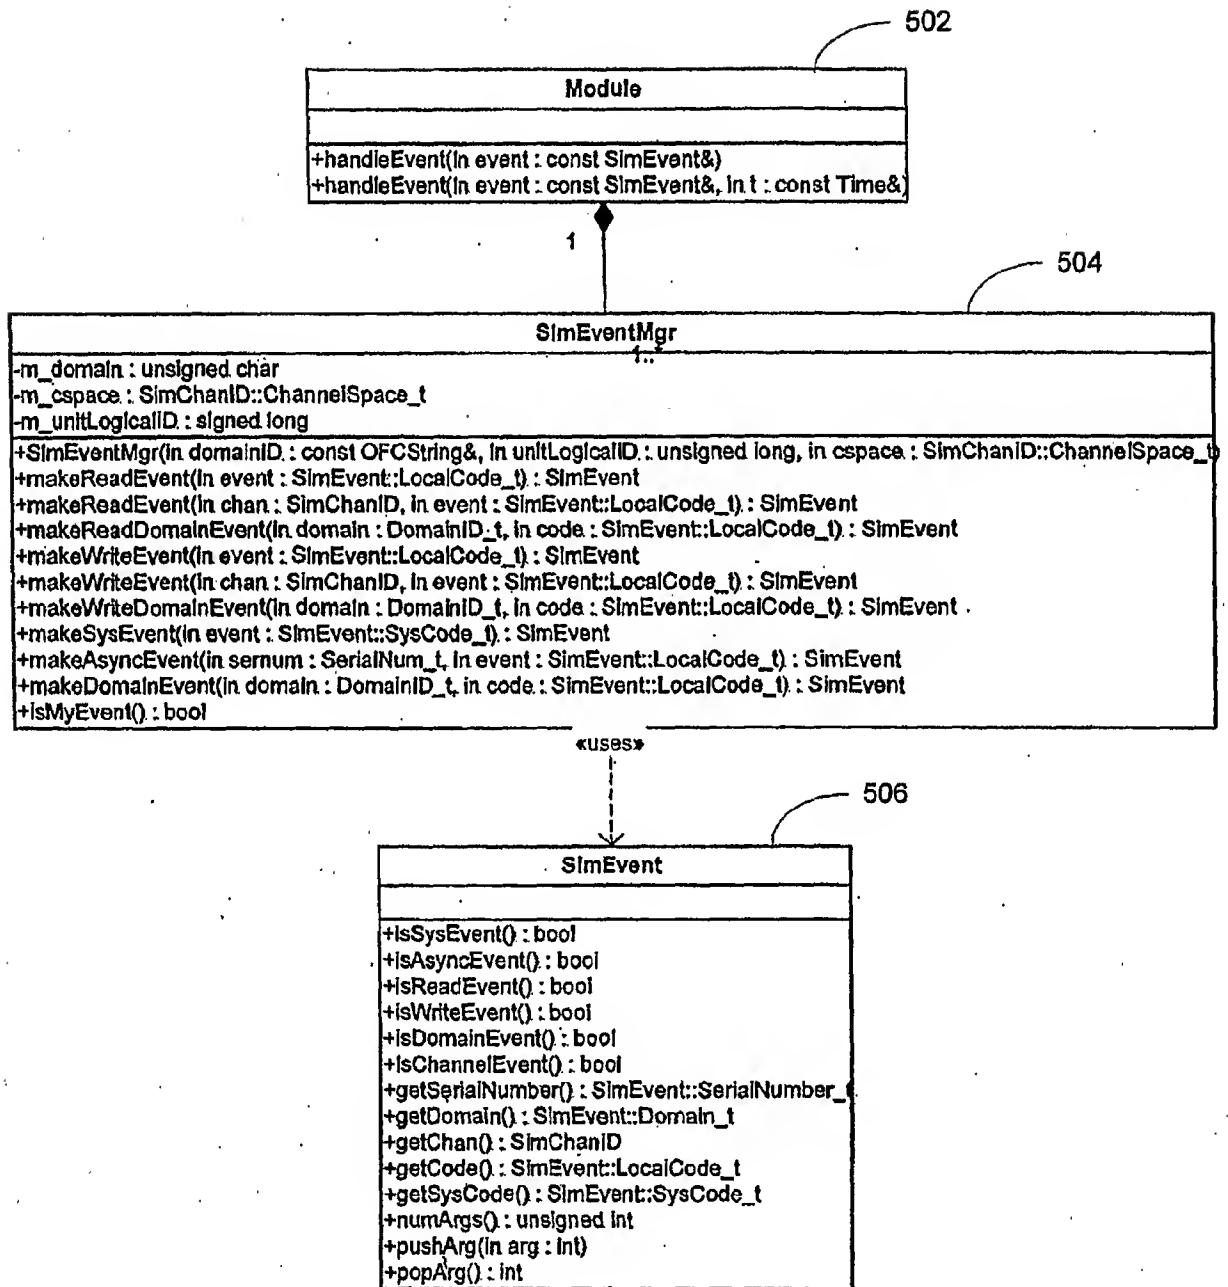 502
Module
+handleEvent(in event : const SimEvent&)
+handleEvent(in event : const SimEvent&, in t : const Time&)
1
504
SimEventMgr
1..*
-m_domain : unsigned char
-m_cspace : SimChanID::ChannelSpace_t
-m_unitLogicalID : signed long
+SimEventMgr(in domainID : const OFCString&, in unitLogicalID : unsigned long, in cspace : SimChanID::ChannelSpace_t)
+makeReadEvent(in event : SimEvent::LocalCode_t) : SimEvent
+makeReadEvent(in chan : SimChanID, in event : SimEvent::LocalCode_t) : SimEvent
+makeReadDomainEvent(in domain : DomainID_t, in code : SimEvent::LocalCode_t) : SimEvent
+makeWriteEvent(in event : SimEvent::LocalCode_t) : SimEvent
+makeWriteEvent(in chan : SimChanID, in event : SimEvent::LocalCode_t) : SimEvent
+makeWriteDomainEvent(in domain : DomainID_t, in code : SimEvent::LocalCode_t) : SimEvent
+makeSysEvent(in event : SimEvent::SysCode_t) : SimEvent
+makeAsyncEvent(in sernum : SerialNum_t, in event : SimEvent::LocalCode_t) : SimEvent
+makeDomainEvent(in domain : DomainID_t, in code : SimEvent::LocalCode_t) : SimEvent
+isMyEvent() : bool
«uses»
506
SimEvent
+isSysEvent() : bool
+isAsyncEvent() : bool
+isReadEvent() : bool
+isWriteEvent() : bool
+isDomainEvent() : bool
+isChannelEvent() : bool
+getSerialNumber() : SimEvent::SerialNumber_t
+getDomain() : SimEvent::Domain_t
+getChan() : SimChanID
+getCode() : SimEvent::LocalCode_t
+getSysCode() : SimEvent::SysCode_t
+numArgs() : unsigned int
+pushArg(in arg : int)
+popArg() : int